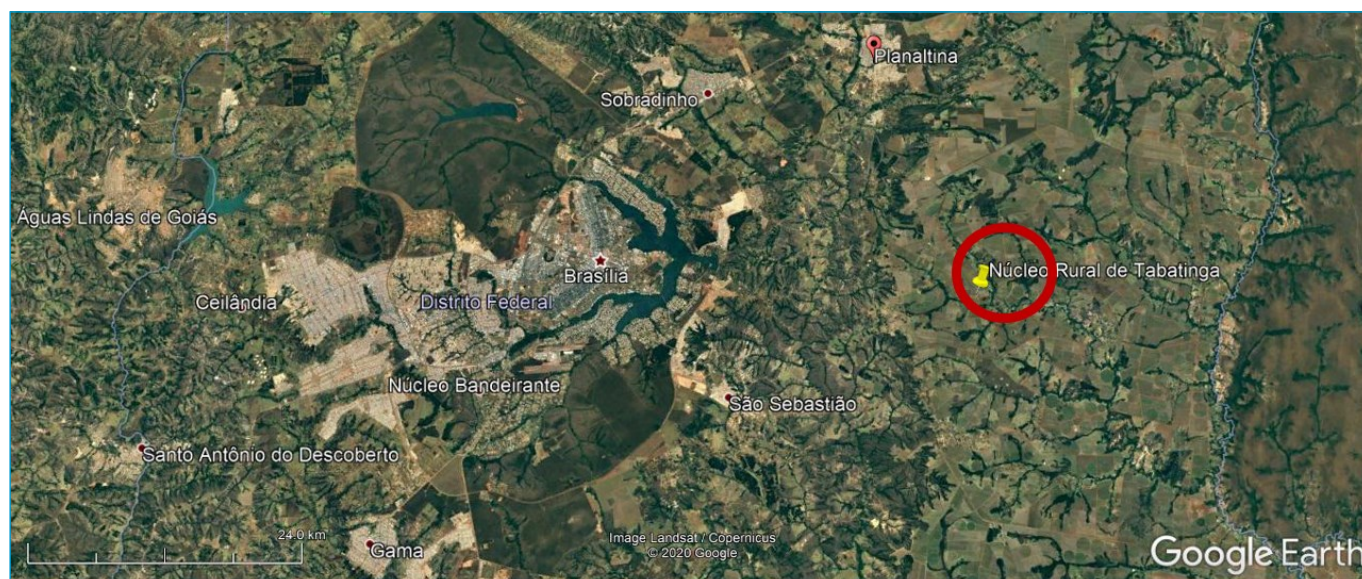 Planaltina
Sobradinho
Águas Lindas de Goiás
Brasília
Núcleo Rural de Tabatinga
Ceilândia
Distrito Federal
Núcleo Bandeirante
São Sebastião
Santo Antônio do Descoberto
24.0 km
Gama
Image Landsat / Copernicus
© 2020 Google
Google Earth